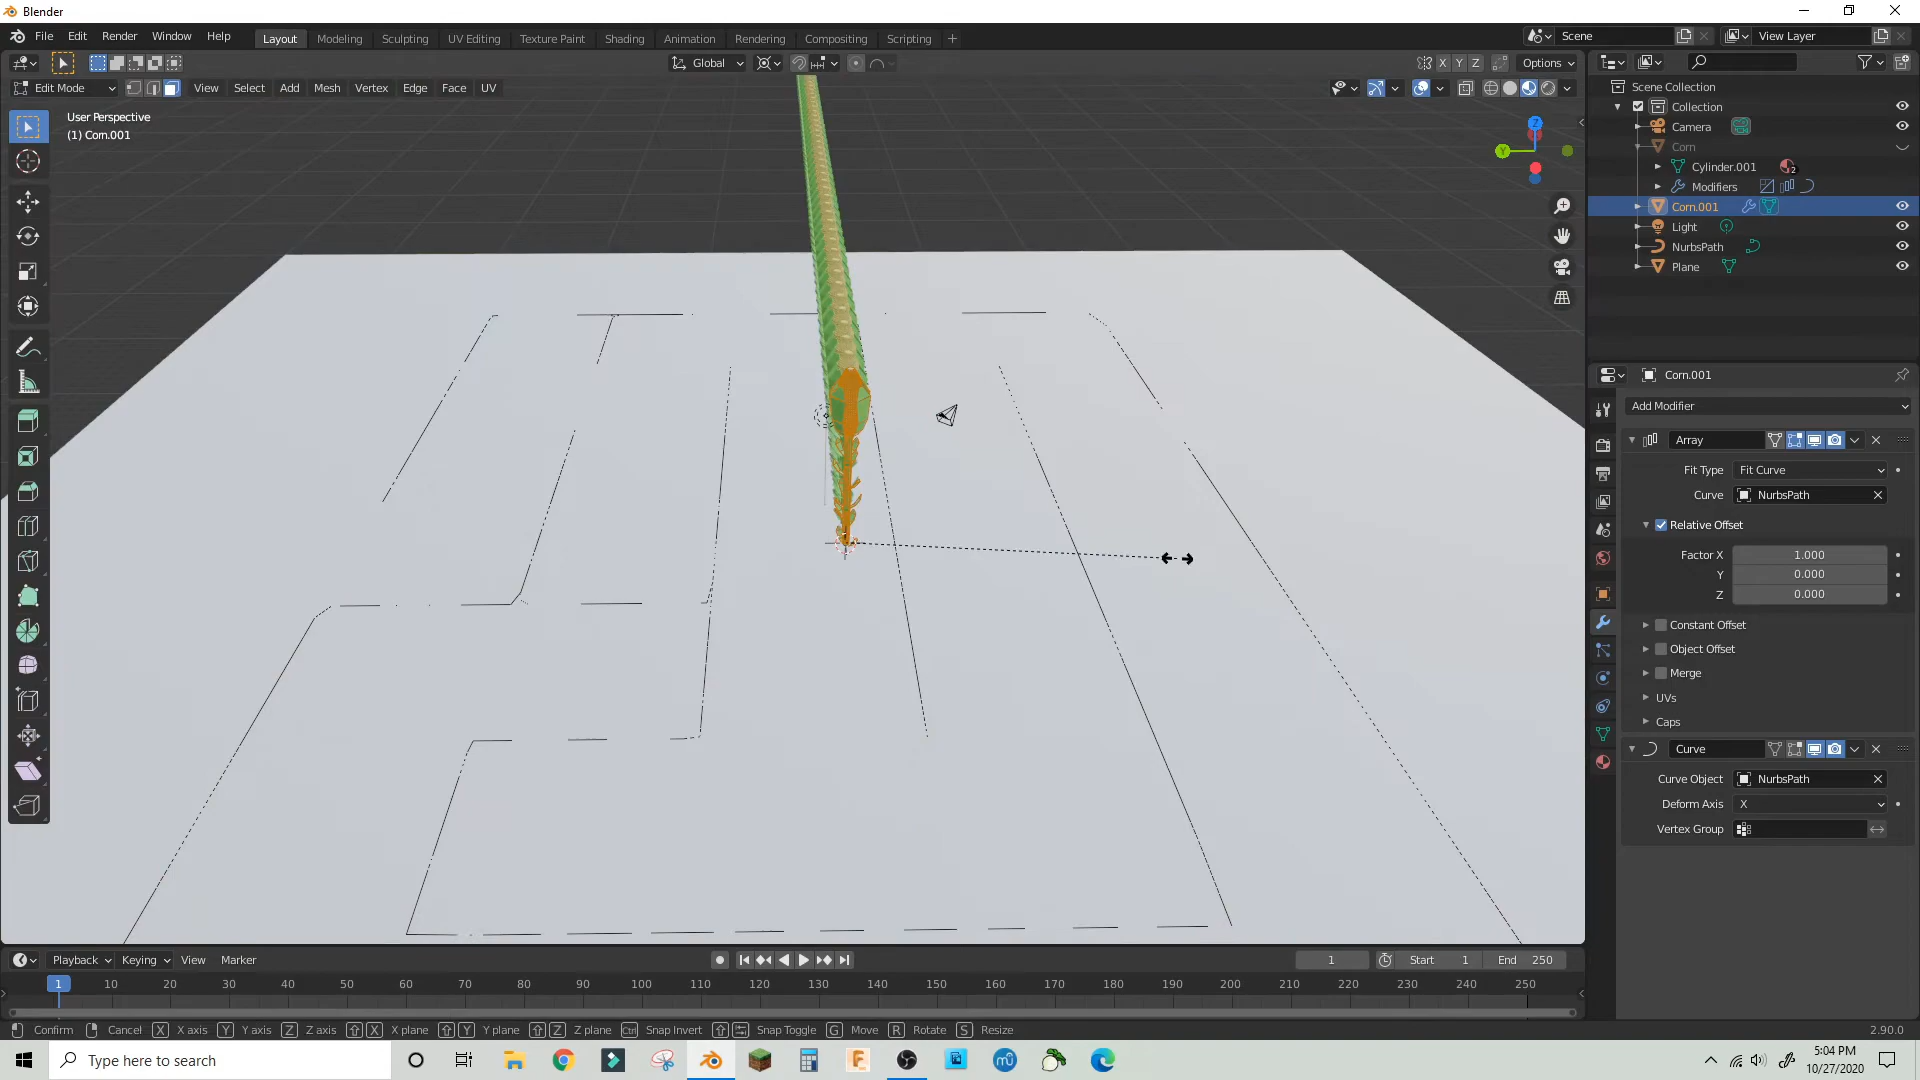 Blender
File Edit Render Window Help
Layout Modeling Sculpting UV Editing Texture Paint Shading Animation Rendering Compositing Scripting +
Scene
View Layer
Global
X Y Z
Options
Edit Mode
View Select Add Mesh Vertex Edge Face UV
User Perspective
(1) Corn.001
Z
Y
Scene Collection
Collection
Camera
Corn
Cylinder.001
2
Modifiers
Corn.001
Light
NurbsPath
Plane
Corn.001
Add Modifier
Array
Fit Type Fit Curve
Curve NurbsPath
Relative Offset
Factor X 1.000
Y 0.000
Z 0.000
Constant Offset
Object Offset
Merge
UVs
Caps
Curve
Curve Object NurbsPath
Deform Axis X
Vertex Group
Playback Keying View Marker
1
Start 1
End 250
1 10 20 30 40 50 60 70 80 90 100 110 120 130 140 150 160 170 180 190 200 210 220 230 240 250
Confirm Cancel X X axis Y Y axis Z Z axis X X plane Y Y plane Z Z plane Ctrl Snap Invert Snap Toggle G Move R Rotate S Resize
2.90.0
Type here to search
5:04 PM
10/27/2020